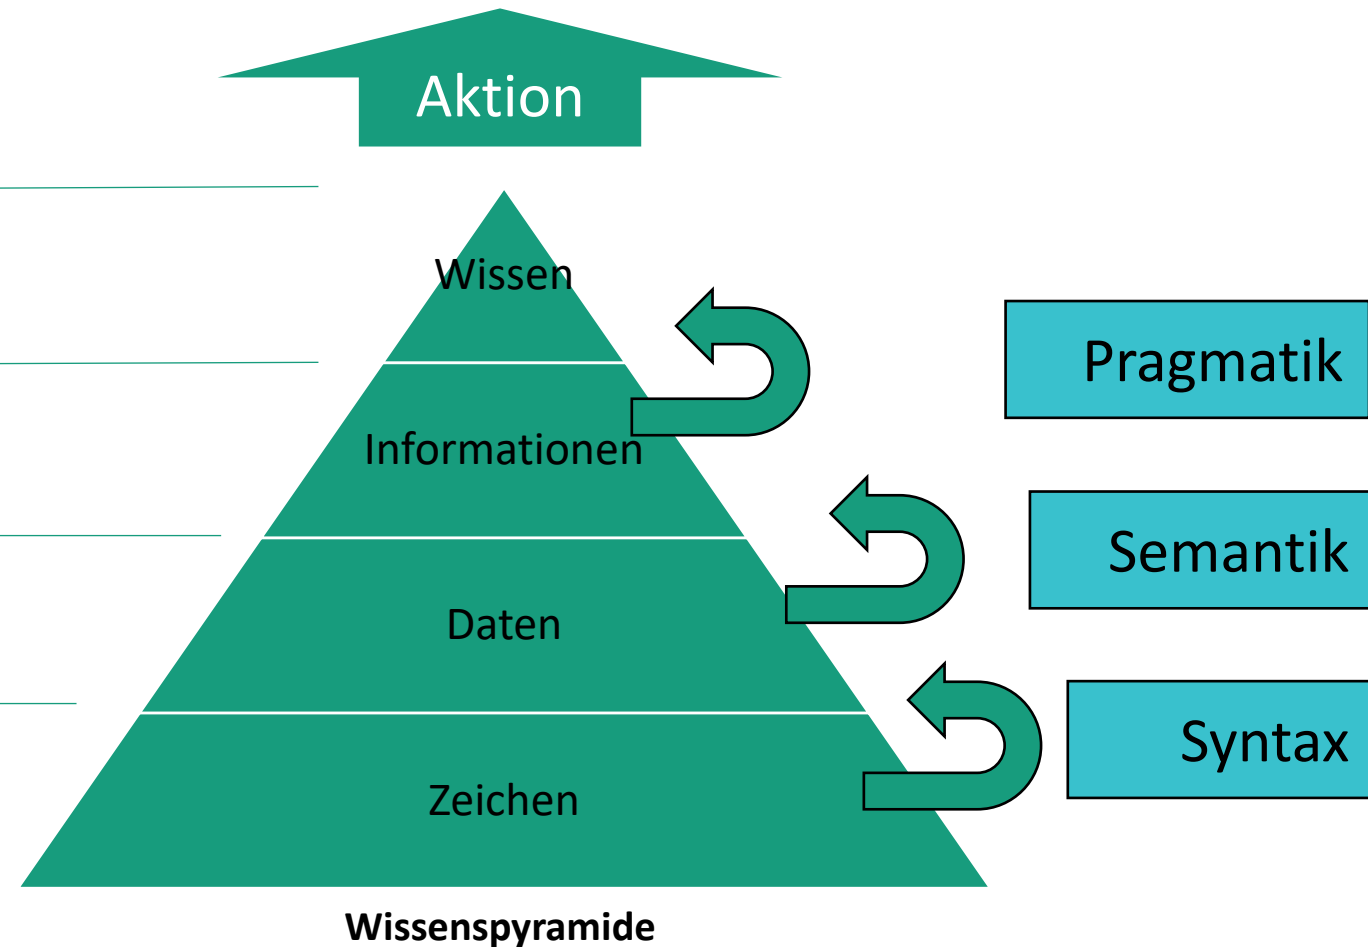 Aktion
Wissen
Pragmatik
Informationen
Semantik
Daten
Syntax
Zeichen
Wissenspyramide